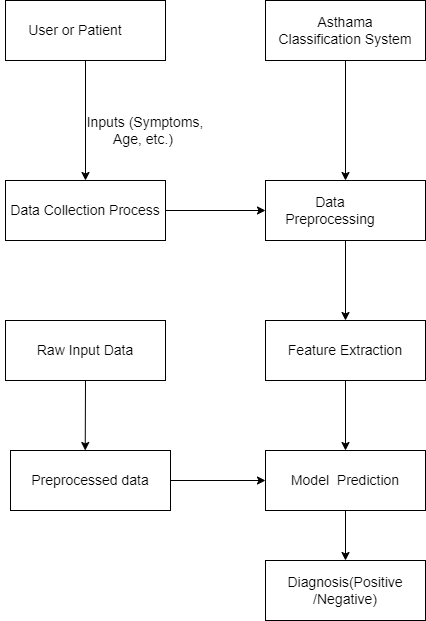 User or Patient
Asthama
Classification System
Inputs (Symptoms,
Age, etc.)
Data Collection Process
Data
Preprocessing
Raw Input Data
Feature Extraction
Preprocessed data
Model  Prediction
Diagnosis(Positive
/Negative)